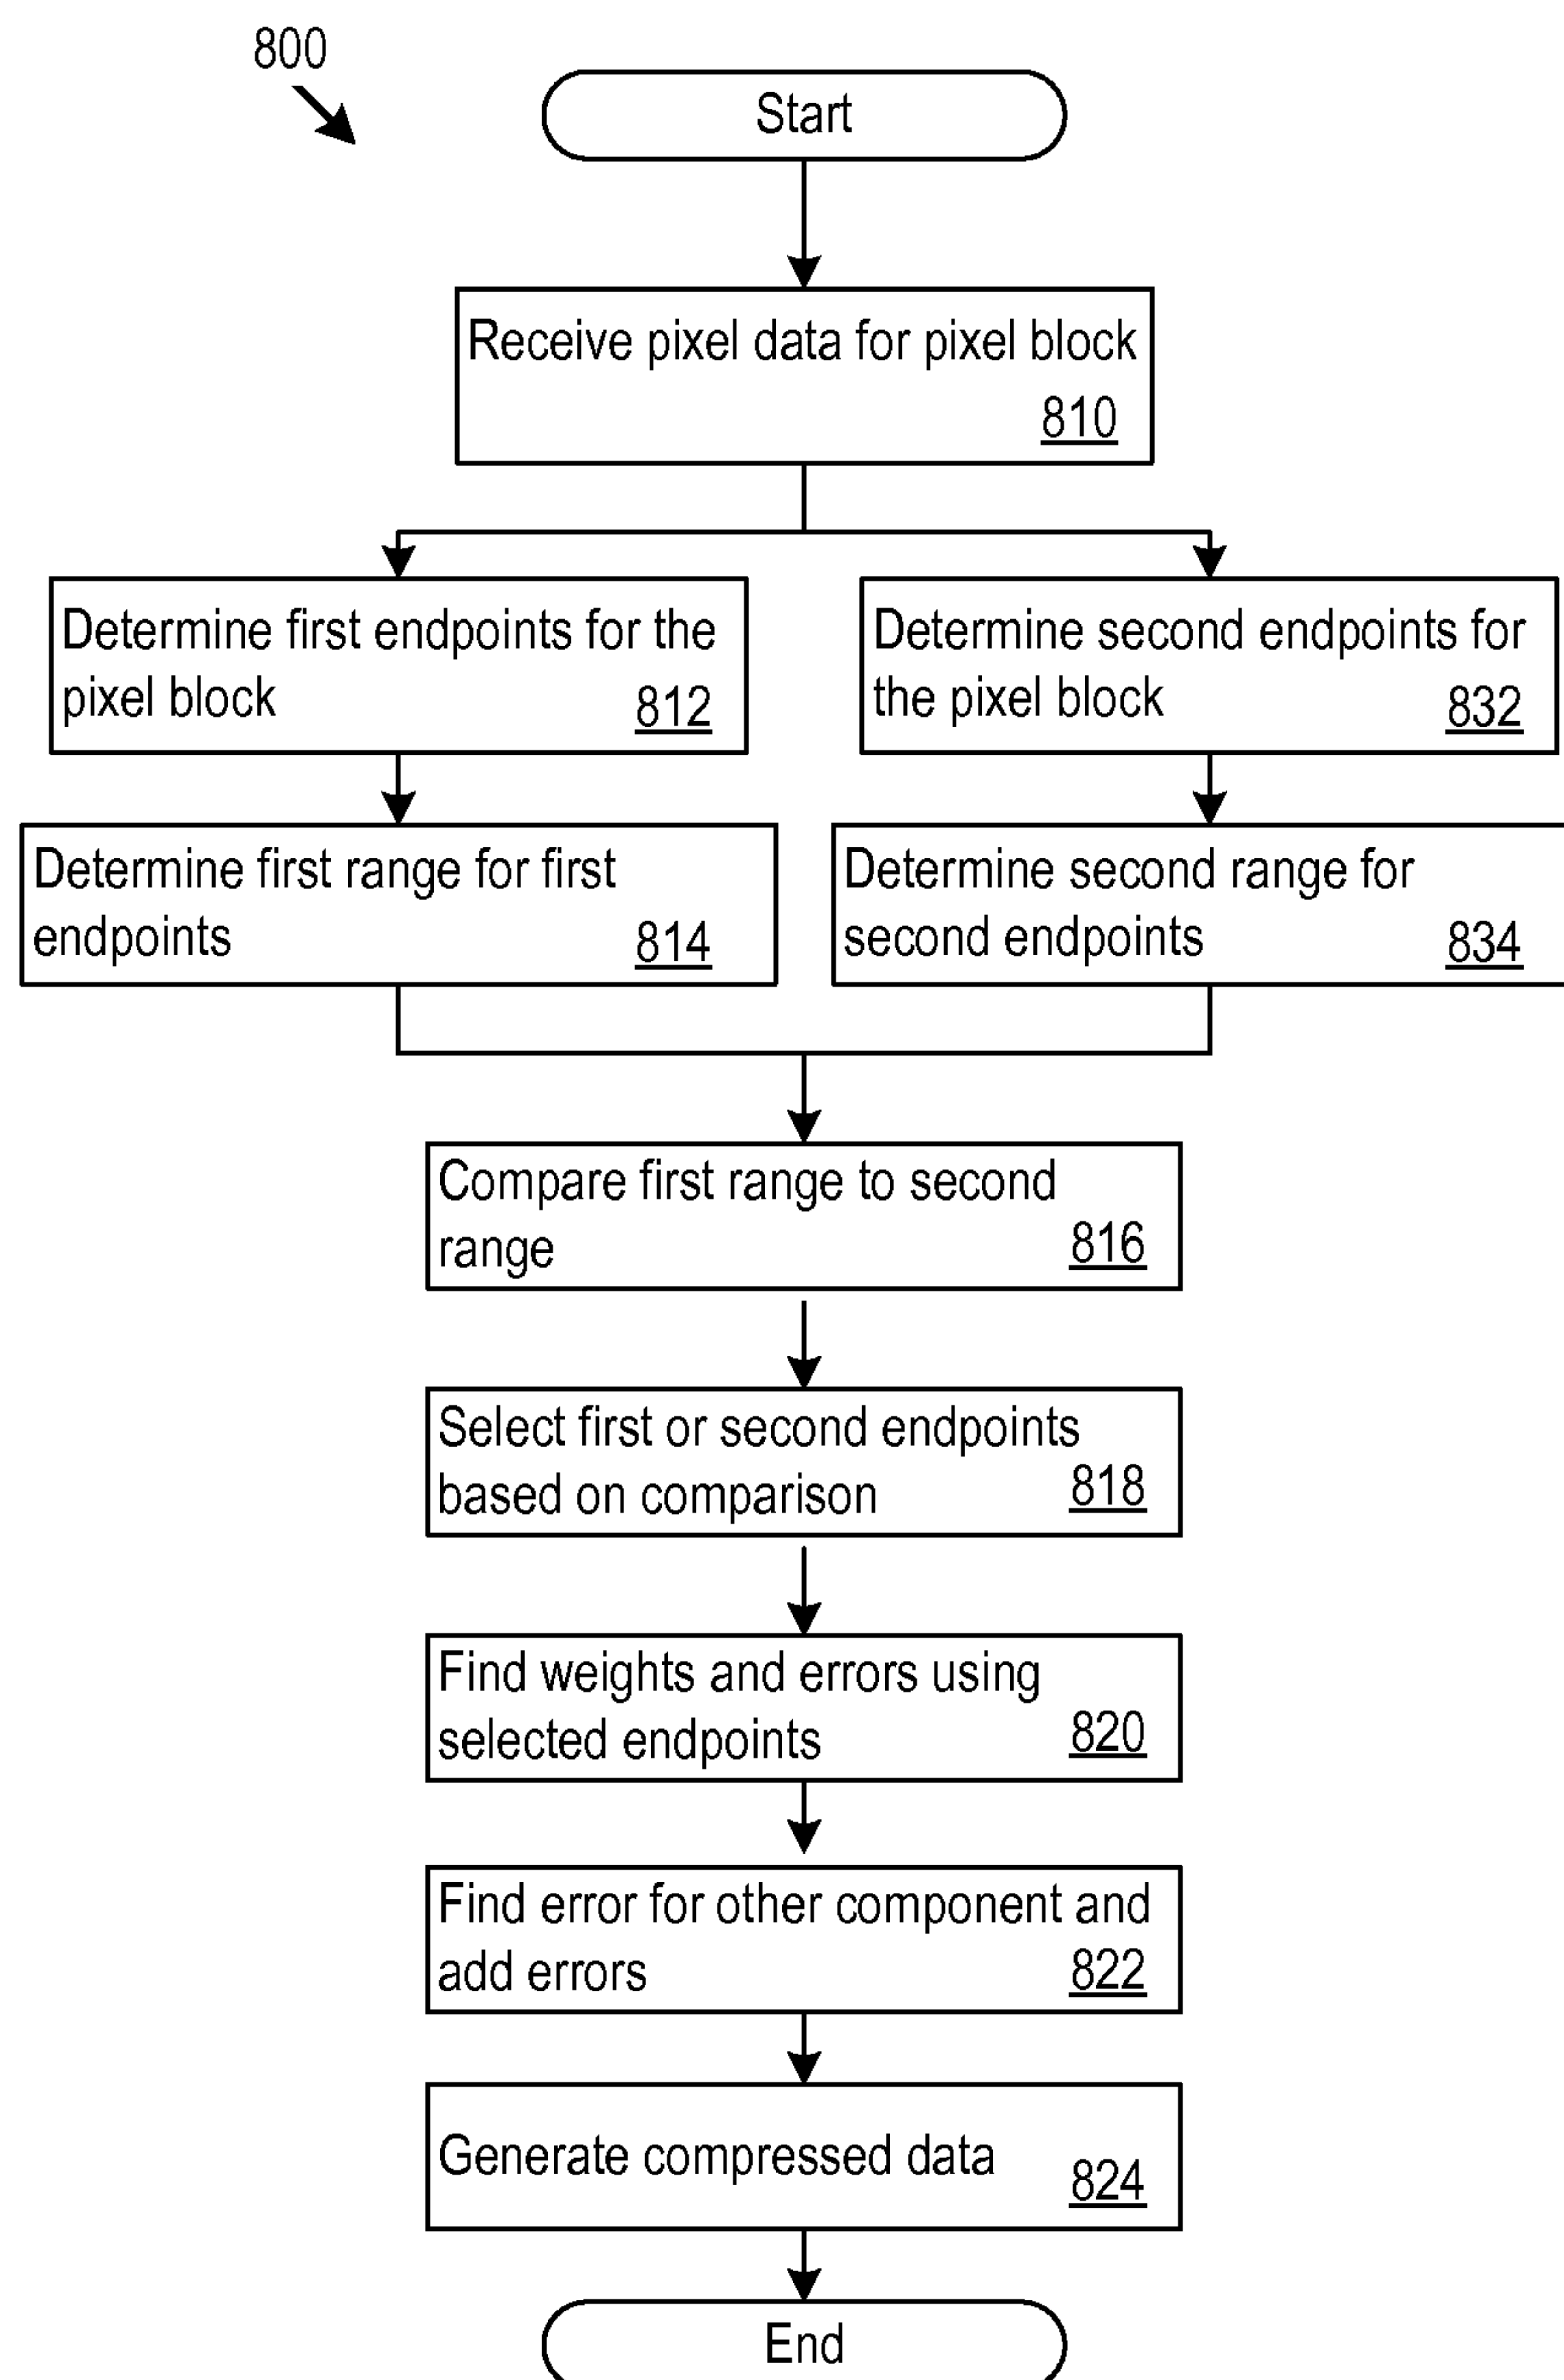 800
Start
Receive pixel data for pixel block
810
Determine first endpoints for the
pixel block
812
Determine second endpoints for
the pixel block
832
Determine first range for first
endpoints
814
Determine second range for
second endpoints
834
Compare first range to second
range
816
Select first or second endpoints
based on comparison
818
Find weights and errors using
selected endpoints
820
Find error for other component and
add errors
822
Generate compressed data
824
End